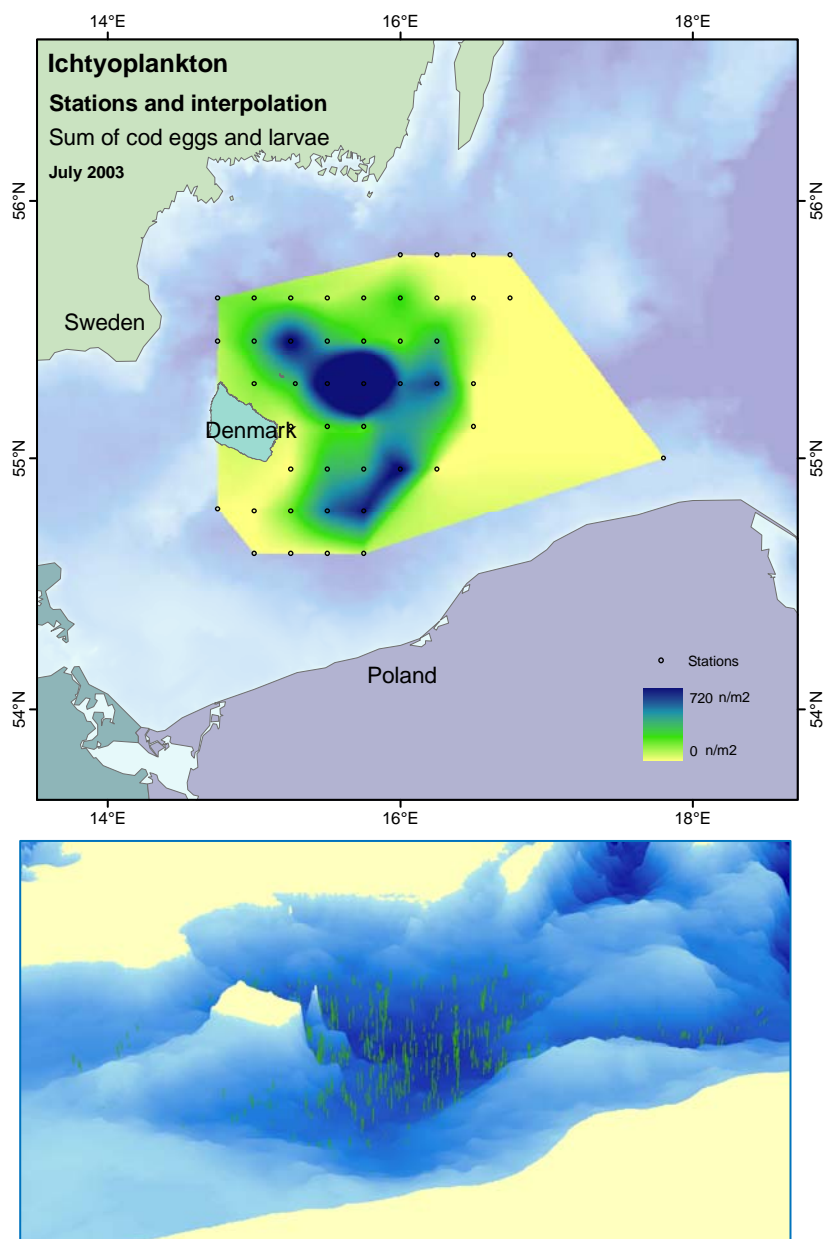 14°E 16°E 18°E
Ichtyoplankton
Stations and interpolation
Sum of cod eggs and larvae
July 2003
56°N 56°N
Sweden
Denmark
55°N 55°N
Stations
Poland
720 n/m2
54°N 54°N
0 n/m2
14°E 16°E 18°E